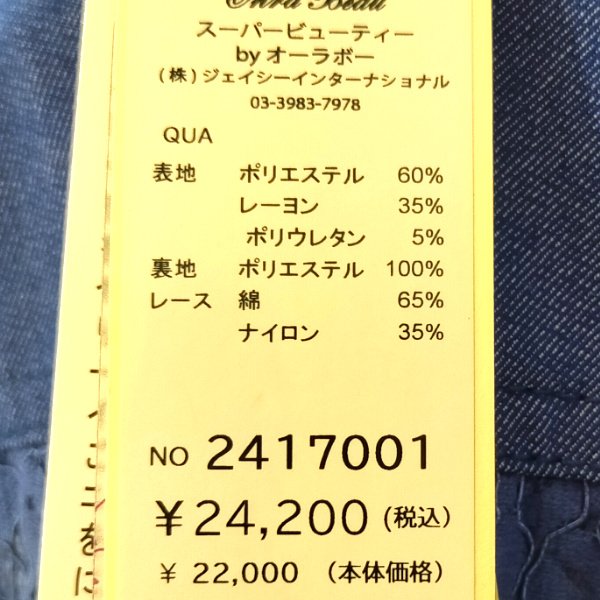 スーパービューティー
by オーラボー
(株)ジェイシーインターナショナル
03-3983-7978
QUA
表地 ポリエステル 60%
レーヨン 35%
ポリウレタン 5%
裏地 ポリエステル 100%
レース 綿 65%
ナイロン 35%
NO 2417001
¥24,200 (税込)
¥ 22,000 (本体価格)